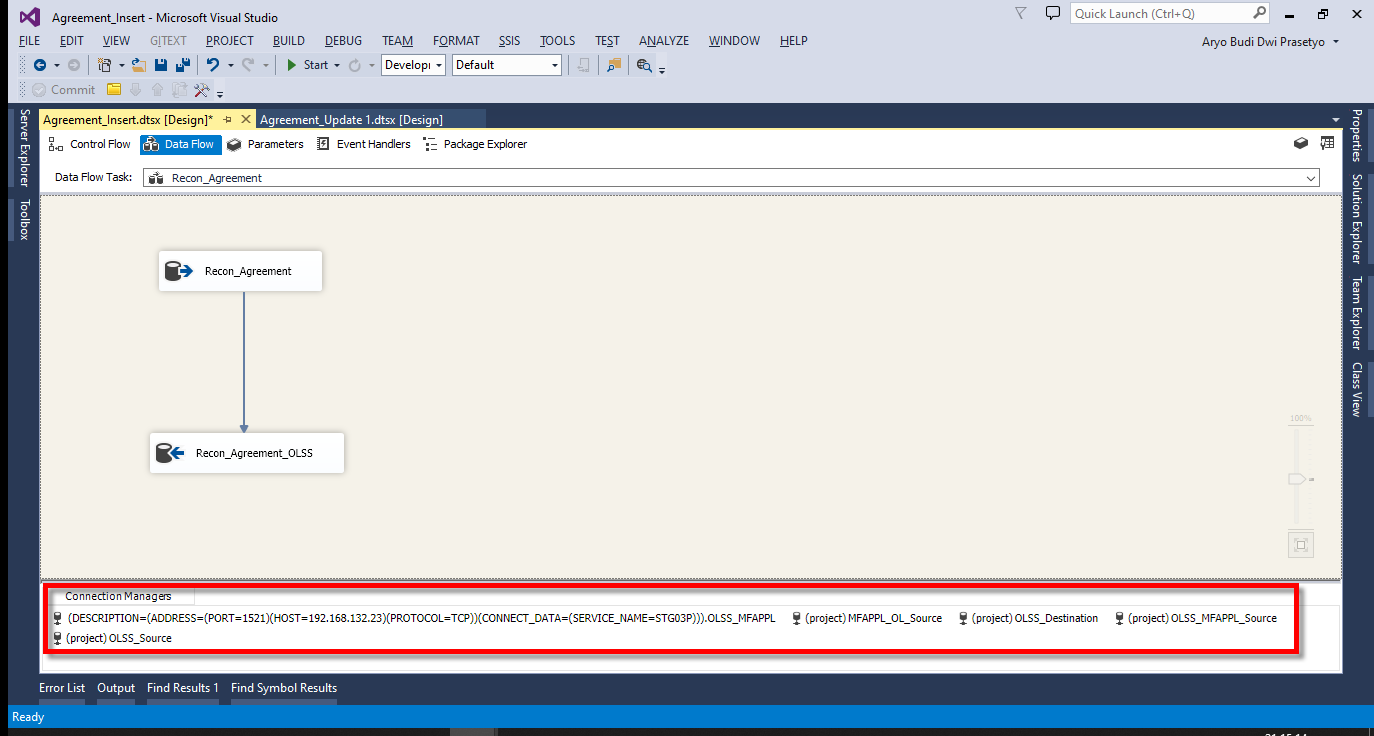 Agreement_Insert - Microsoft Visual Studio
Quick Launch (Ctrl+Q)
FILE EDIT VIEW GITEXT PROJECT BUILD DEBUG TEAM FORMAT SSIS TOOLS TEST ANALYZE WINDOW HELP
Aryo Budi Dwi Prasetyo
Start Developi Default
Commit
Server Explorer
Toolbox
Agreement_Insert.dtsx [Design]* Agreement_Update 1.dtsx [Design]
Control Flow Data Flow Parameters Event Handlers Package Explorer
Data Flow Task: Recon_Agreement
Recon_Agreement
Recon_Agreement_OLSS
100%
Properties
Solution Explorer
Team Explorer
Class View
Connection Managers
(DESCRIPTION=(ADDRESS=(PORT=1521)(HOST=192.168.132.23)(PROTOCOL=TCP))(CONNECT_DATA=(SERVICE_NAME=STG03P))).OLSS_MFAPPL (project) MFAPPL_OL_Source (project) OLSS_Destination (project) OLSS_MFAPPL_Source
(project) OLSS_Source
Error List Output Find Results 1 Find Symbol Results
Ready